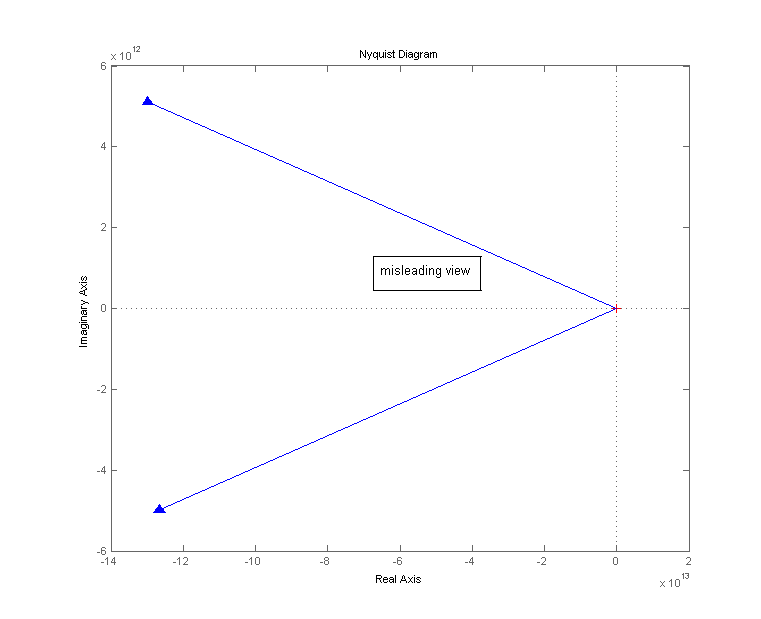 Nyquist Diagram
x 10^12
6
4
2
0
-2
-4
-6
Imaginary Axis
misleading view
-14 -12 -10 -8 -6 -4 -2 0 2
Real Axis
x 10^13